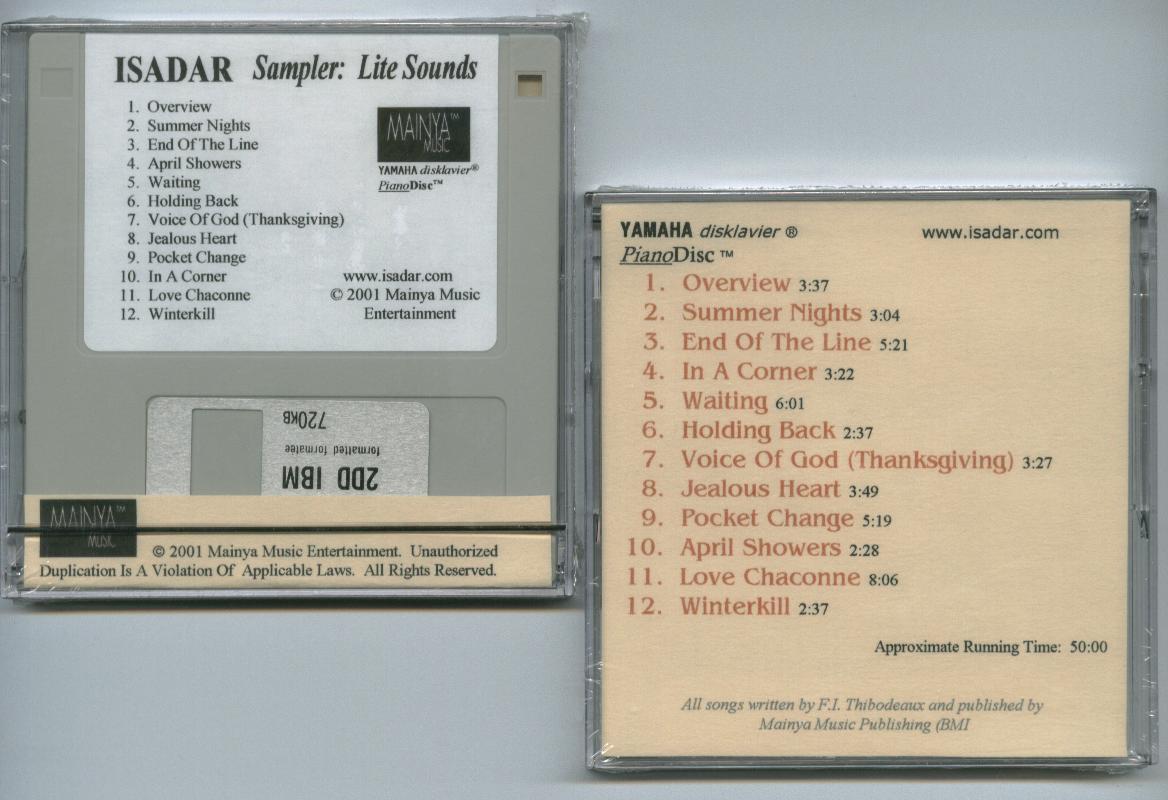 ISADAR Sampler: Lite Sounds
1. Overview
2. Summer Nights
3. End Of The Line
4. April Showers
5. Waiting
6. Holding Back
7. Voice Of God (Thanksgiving)
8. Jealous Heart
9. Pocket Change
10. In A Corner
11. Love Chaconne
12. Winterkill
MAINYA™
MUSIC
YAMAHA disklavier®
PianoDisc™
www.isadar.com
© 2001 Mainya Music
Entertainment
720KB
formatted formatee
2DD IBM
MAINYA™
MUSIC
© 2001 Mainya Music Entertainment. Unauthorized
Duplication Is A Violation Of Applicable Laws. All Rights Reserved.
YAMAHA disklavier ® www.isadar.com
PianoDisc ™
1. Overview 3:37
2. Summer Nights 3:04
3. End Of The Line 5:21
4. In A Corner 3:22
5. Waiting 6:01
6. Holding Back 2:37
7. Voice Of God (Thanksgiving) 3:27
8. Jealous Heart 3:49
9. Pocket Change 5:19
10. April Showers 2:28
11. Love Chaconne 8:06
12. Winterkill 2:37
Approximate Running Time: 50:00
All songs written by F.I. Thibodeaux and published by
Mainya Music Publishing (BMI